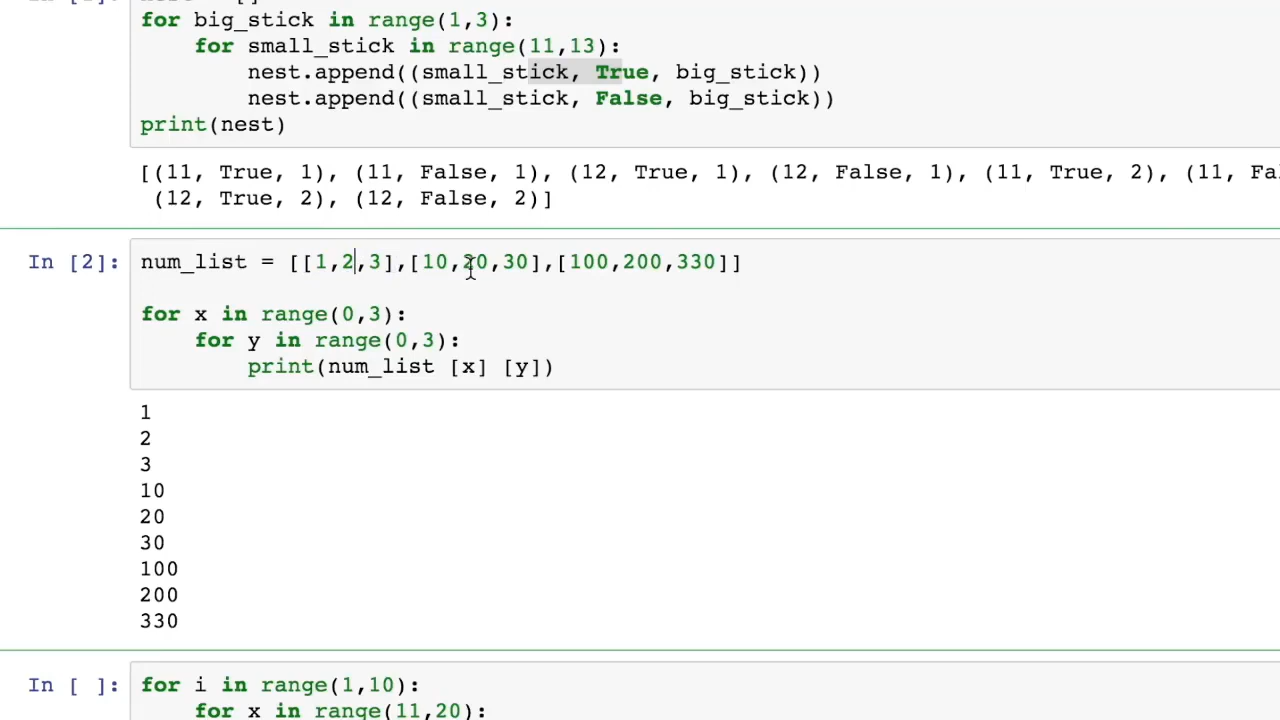 for big_stick in range(1,3):
    for small_stick in range(11,13):
        nest.append((small_stick, True, big_stick))
        nest.append((small_stick, False, big_stick))
print(nest)
[(11, True, 1), (11, False, 1), (12, True, 1), (12, False, 1), (11, True, 2), (11,
 (12, True, 2), (12, False, 2)]
In [2]: num_list = [[1,2,3],[10,20,30],[100,200,330]]
for x in range(0,3):
    for y in range(0,3):
        print(num_list [x] [y])
1
2
3
10
20
30
100
200
330
In [ ]: for i in range(1,10):
    for x in range(11,20):